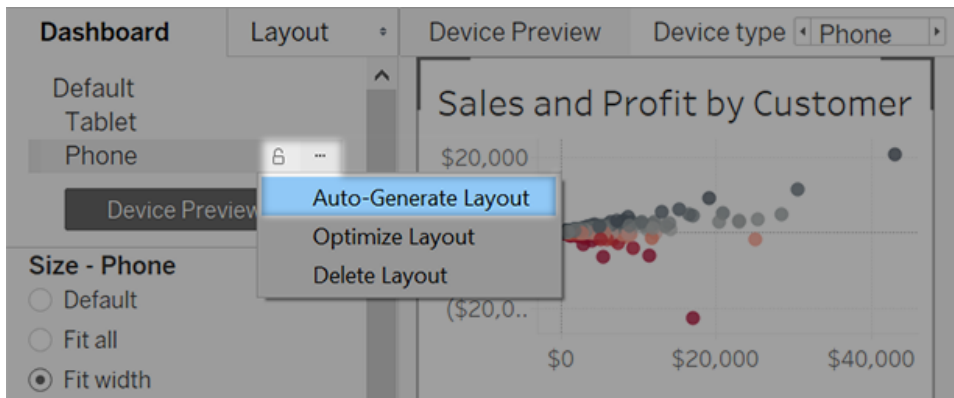 Dashboard
Layout
Device Preview
Device type
Phone
Default
Tablet
Phone
Device Preview
Auto-Generate Layout
Optimize Layout
Delete Layout
Size - Phone
Default
Fit all
Fit width
Sales and Profit by Customer
$20,000
($20,0..
$0
$20,000
$40,000